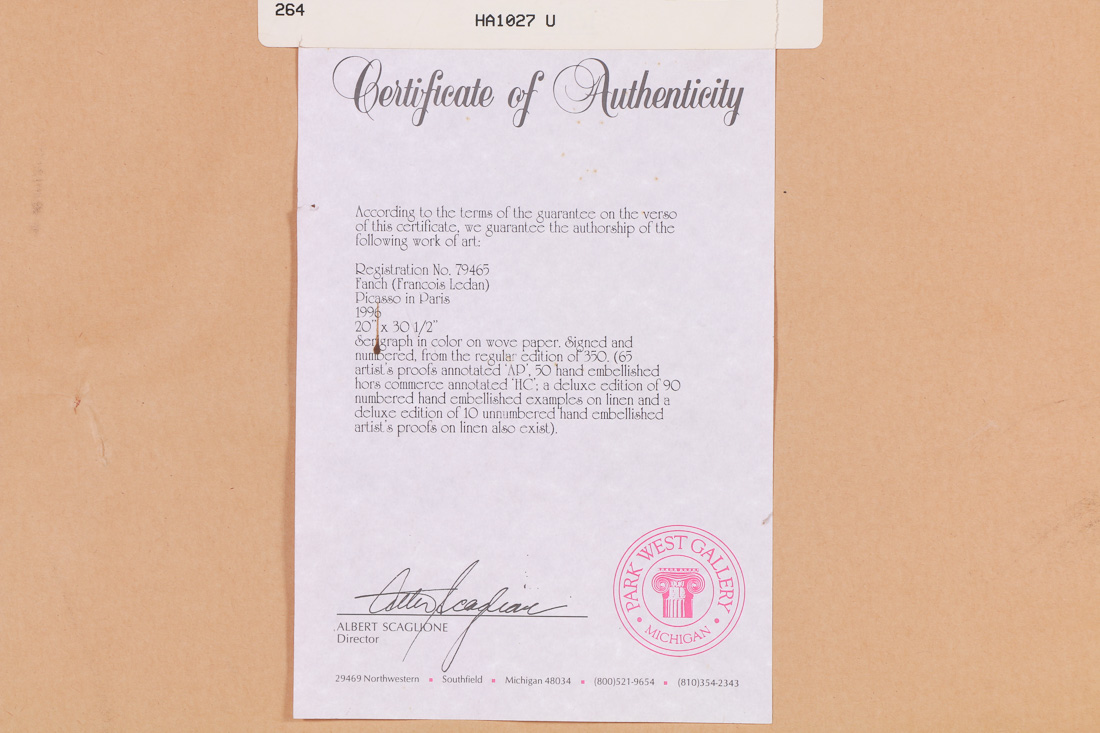 264
HA1027 U
Certificate of Authenticity
According to the terms of the guarantee on the verso
of this certificate, we guarantee the authorship of the
following work of art:
Registration No. 79465
Fanch (Francois Ledan)
Picasso in Paris
1996
20" x 30 1/2"
Serigraph in color on wove paper. Signed and
numbered, from the regular edition of 350. (65
artist's proofs annotated 'AP', 50 hand embellished
hors commerce annotated 'HC'; a deluxe edition of 90
numbered hand embellished examples on linen and a
deluxe edition of 10 unnumbered hand embellished
artist's proofs on linen also exist).
Albert Scaglione
ALBERT SCAGLIONE
Director
PARK WEST GALLERY
• MICHIGAN •
29469 Northwestern ▪ Southfield ▪ Michigan 48034 ▪ (800)521-9654 ▪ (810)354-2343